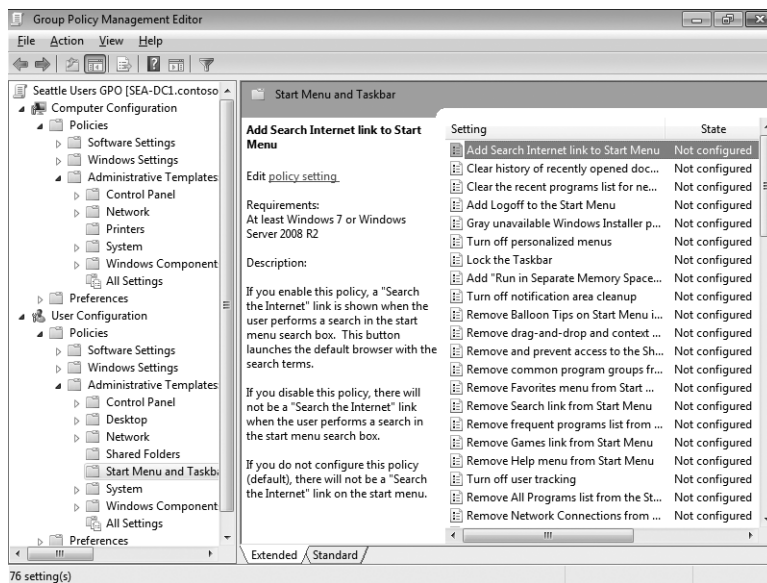 Group Policy Management Editor
File Action View Help
Seattle Users GPO [SEA-DC1.contoso
Computer Configuration
Policies
Software Settings
Windows Settings
Administrative Templates
Control Panel
Network
Printers
System
Windows Component
All Settings
Preferences
User Configuration
Policies
Software Settings
Windows Settings
Administrative Templates
Control Panel
Desktop
Network
Shared Folders
Start Menu and Taskba
System
Windows Component
All Settings
Preferences
Start Menu and Taskbar
Add Search Internet link to Start
Menu
Edit policy setting
Requirements:
At least Windows 7 or Windows
Server 2008 R2
Description:
If you enable this policy, a "Search
the Internet" link is shown when the
user performs a search in the start
menu search box. This button
launches the default browser with the
search terms.
If you disable this policy, there will
not be a "Search the Internet" link
when the user performs a search in
the start menu search box.
If you do not configure this policy
(default), there will not be a "Search
the Internet" link on the start menu.
Setting State
Add Search Internet link to Start Menu Not configured
Clear history of recently opened doc... Not configured
Clear the recent programs list for ne... Not configured
Add Logoff to the Start Menu Not configured
Gray unavailable Windows Installer p... Not configured
Turn off personalized menus Not configured
Lock the Taskbar Not configured
Add "Run in Separate Memory Space... Not configured
Turn off notification area cleanup Not configured
Remove Balloon Tips on Start Menu i... Not configured
Remove drag-and-drop and context ... Not configured
Remove and prevent access to the Sh... Not configured
Remove common program groups fr... Not configured
Remove Favorites menu from Start ... Not configured
Remove Search link from Start Menu Not configured
Remove frequent programs list from ... Not configured
Remove Games link from Start Menu Not configured
Remove Help menu from Start Menu Not configured
Turn off user tracking Not configured
Remove All Programs list from the St... Not configured
Remove Network Connections from ... Not configured
Extended Standard
76 setting(s)